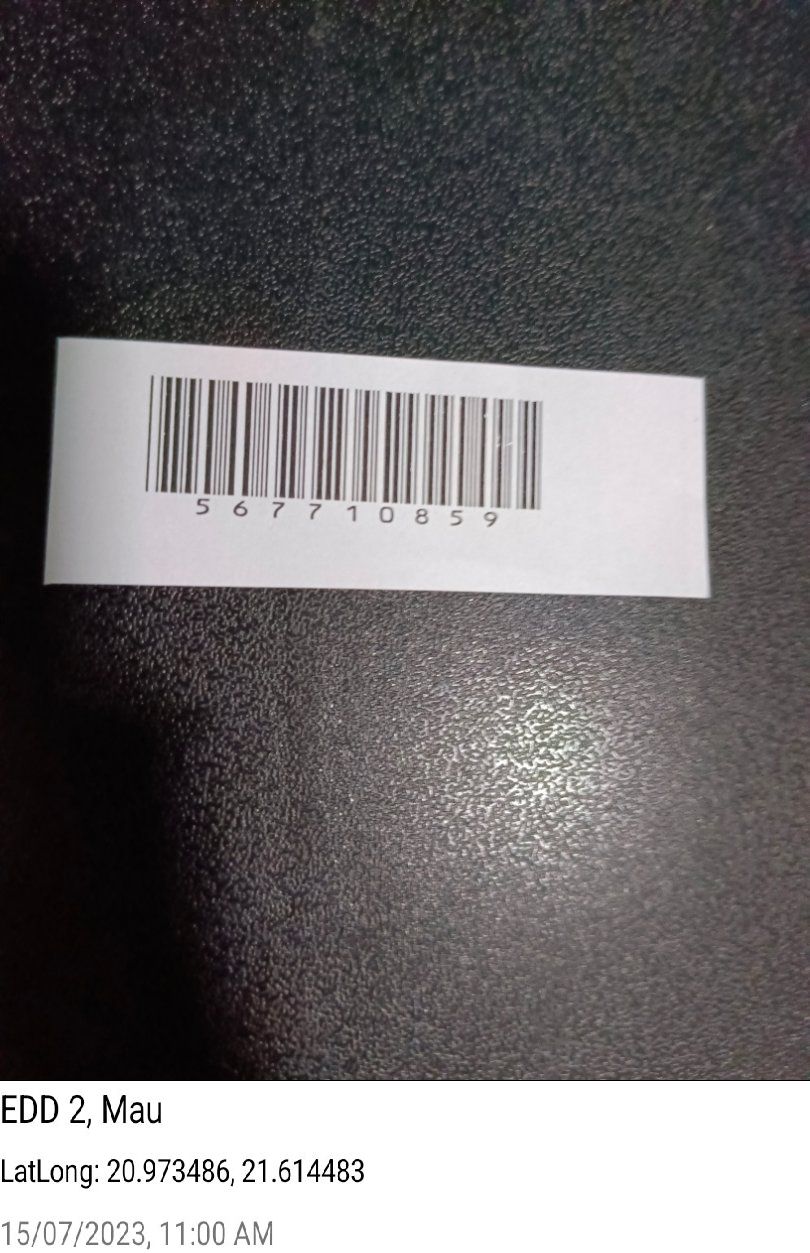 567710859
EDD 2, Mau
LatLong: 20.973486, 21.614483
15/07/2023, 11:00 AM